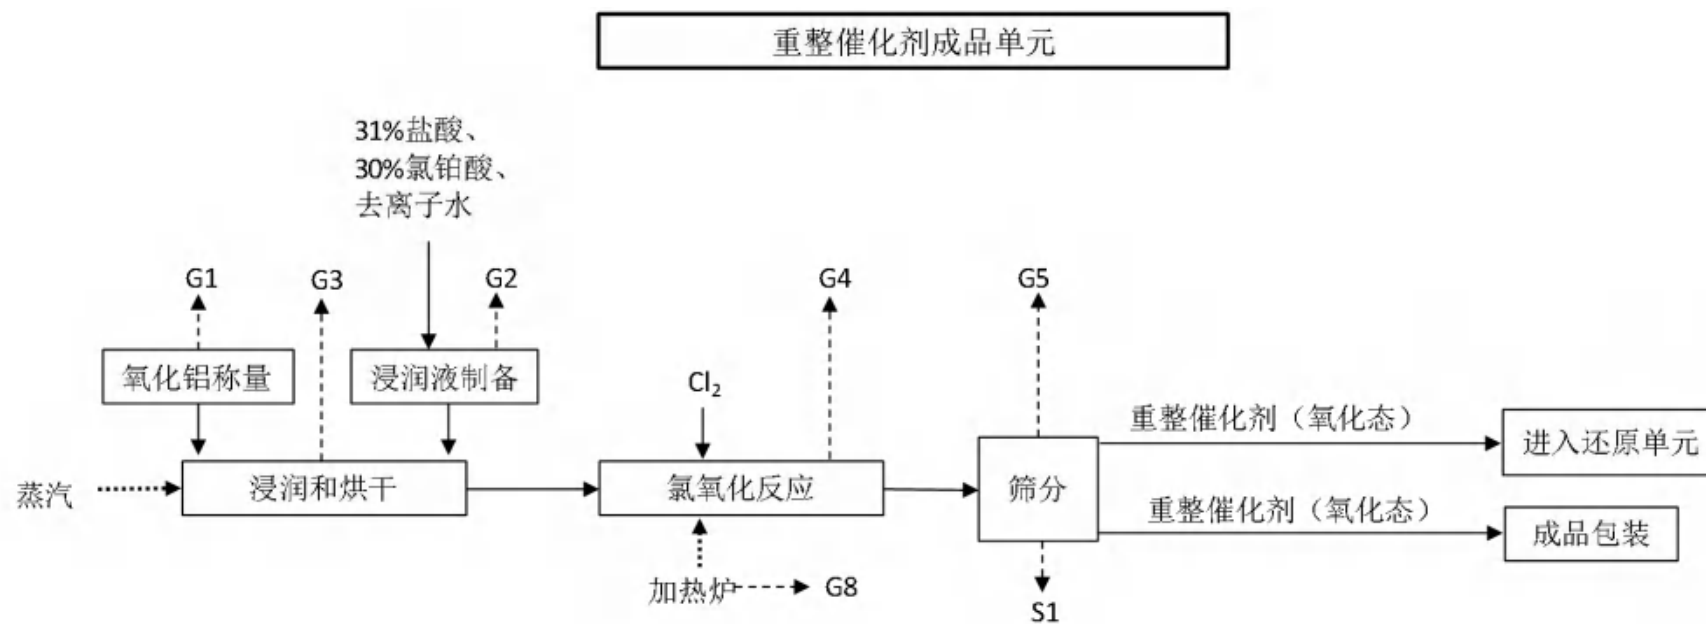 重整催化剂成品单元
31%盐酸、
30%氯铂酸、
去离子水
G1
G3
G2
G4
G5
氧化铝称量
浸润液制备
Cl₂
重整催化剂（氧化态）
进入还原单元
蒸汽
浸润和烘干
氯氧化反应
筛分
重整催化剂（氧化态）
成品包装
加热炉
G8
S1